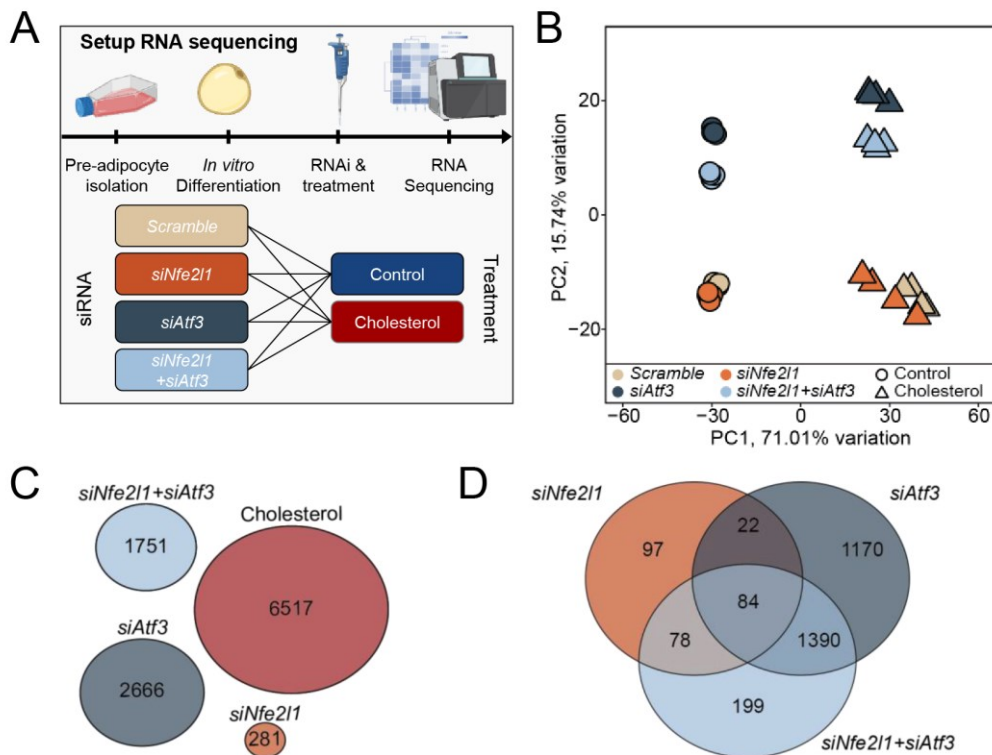 A
Setup RNA sequencing
Pre-adipocyte isolation
In vitro Differentiation
RNAi & treatment
RNA Sequencing
siRNA
Scramble
siNfe2l1
siAtf3
siNfe2l1
+siAtf3
Control
Cholesterol
Treatment
B
PC2, 15.74% variation
20
0
−20
Scramble
siNfe2l1
Control
siAtf3
siNfe2l1+siAtf3
Cholesterol
−60
−30
0
30
60
PC1, 71.01% variation
C
siNfe2l1+siAtf3
1751
Cholesterol
6517
siAtf3
2666
siNfe2l1
281
D
siNfe2l1
siAtf3
97
22
1170
84
78
1390
199
siNfe2l1+siAtf3